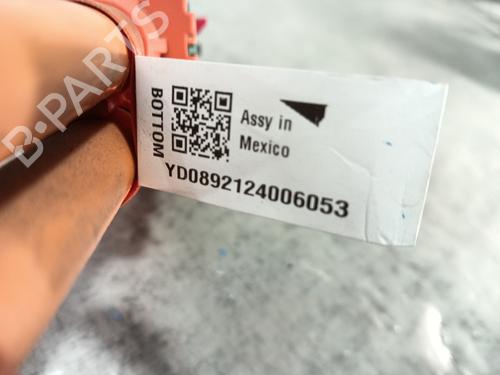 B-PARTS
BOTTOM
Assy in
Mexico
YD0892124006053